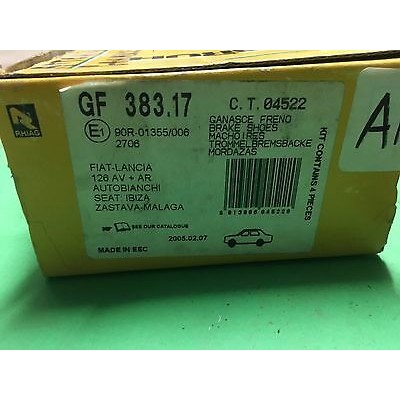 RHIAG
GF 383.17
C.T. 04522
E1
90R-01355/006
2706
GANASCE FRENO
BRAKE SHOES
MACHOIRES
TROMMELBREMSBACKE
MORDAZAS
FIAT-LANCIA
126 AV + AR
AUTOBIANCHI
SEAT: IBIZA
ZASTAVA-MALAGA
SEE OUR CATALOGUE
2005.02.07
MADE IN EEC
KIT CONTAINS 4 PIECES